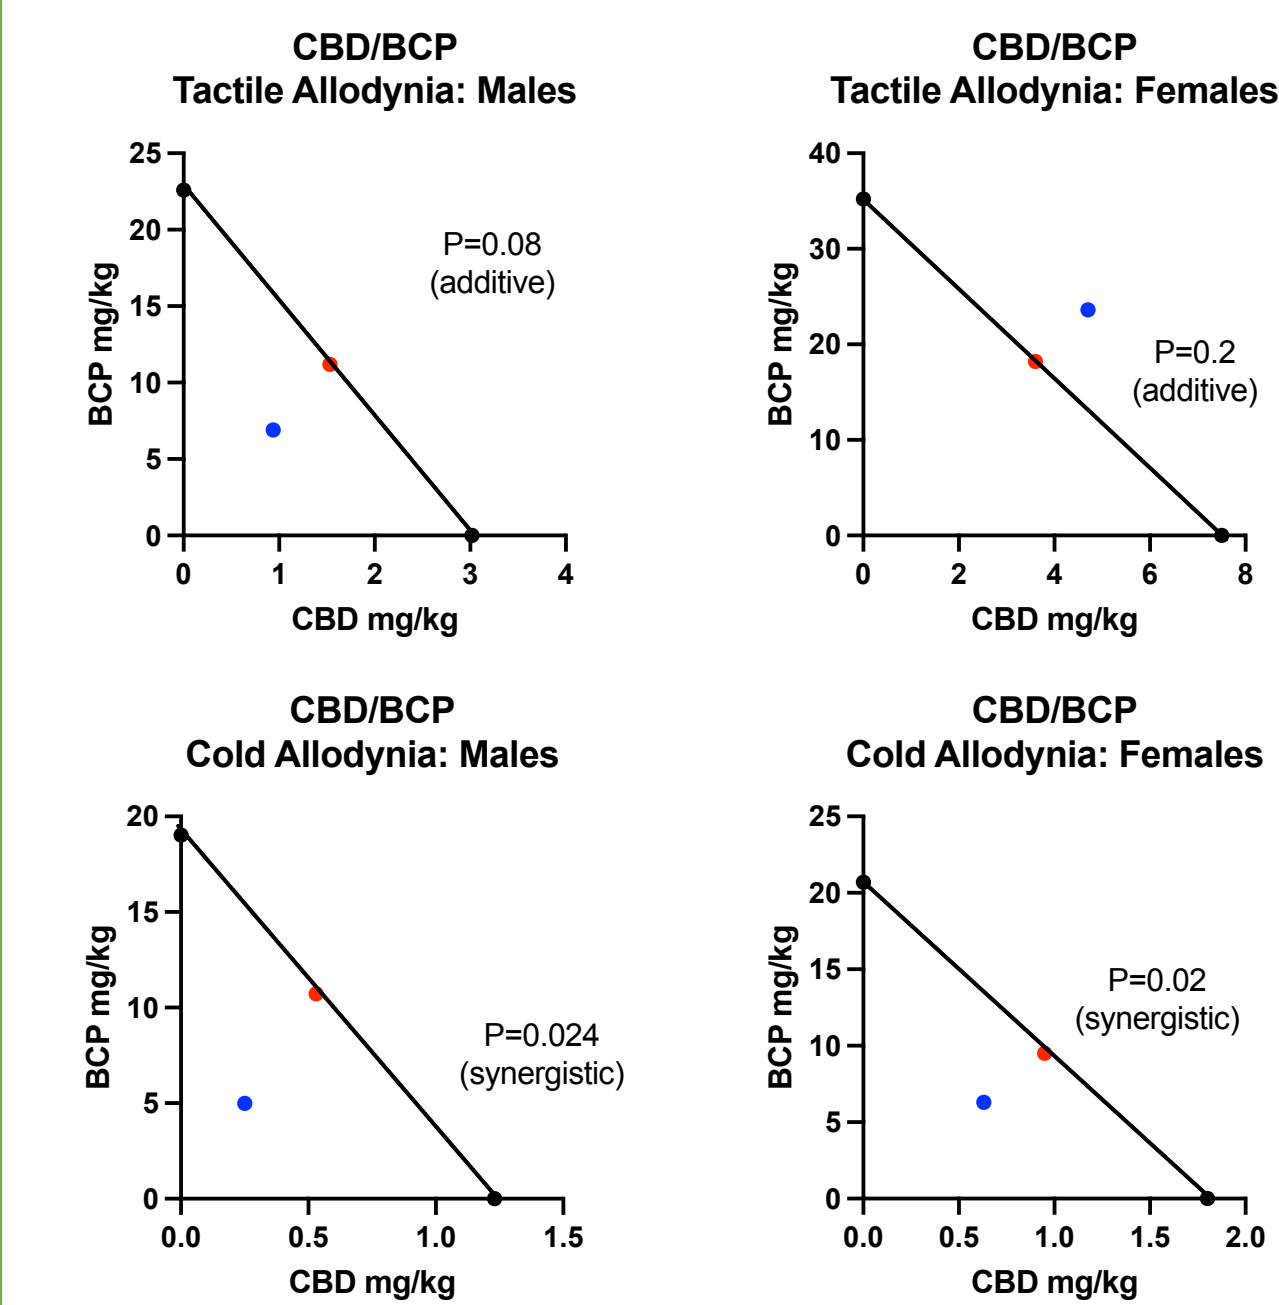 CBD/BCP
Tactile Allodynia: Males
25
20
15
10
5
0
BCP mg/kg
P=0.08
(additive)
0 1 2 3 4
CBD mg/kg
CBD/BCP
Tactile Allodynia: Females
40
30
20
10
0
BCP mg/kg
P=0.2
(additive)
0 2 4 6 8
CBD mg/kg
CBD/BCP
Cold Allodynia: Males
20
15
10
5
0
BCP mg/kg
P=0.024
(synergistic)
0.0 0.5 1.0 1.5
CBD mg/kg
CBD/BCP
Cold Allodynia: Females
25
20
15
10
5
0
BCP mg/kg
P=0.02
(synergistic)
0.0 0.5 1.0 1.5 2.0
CBD mg/kg